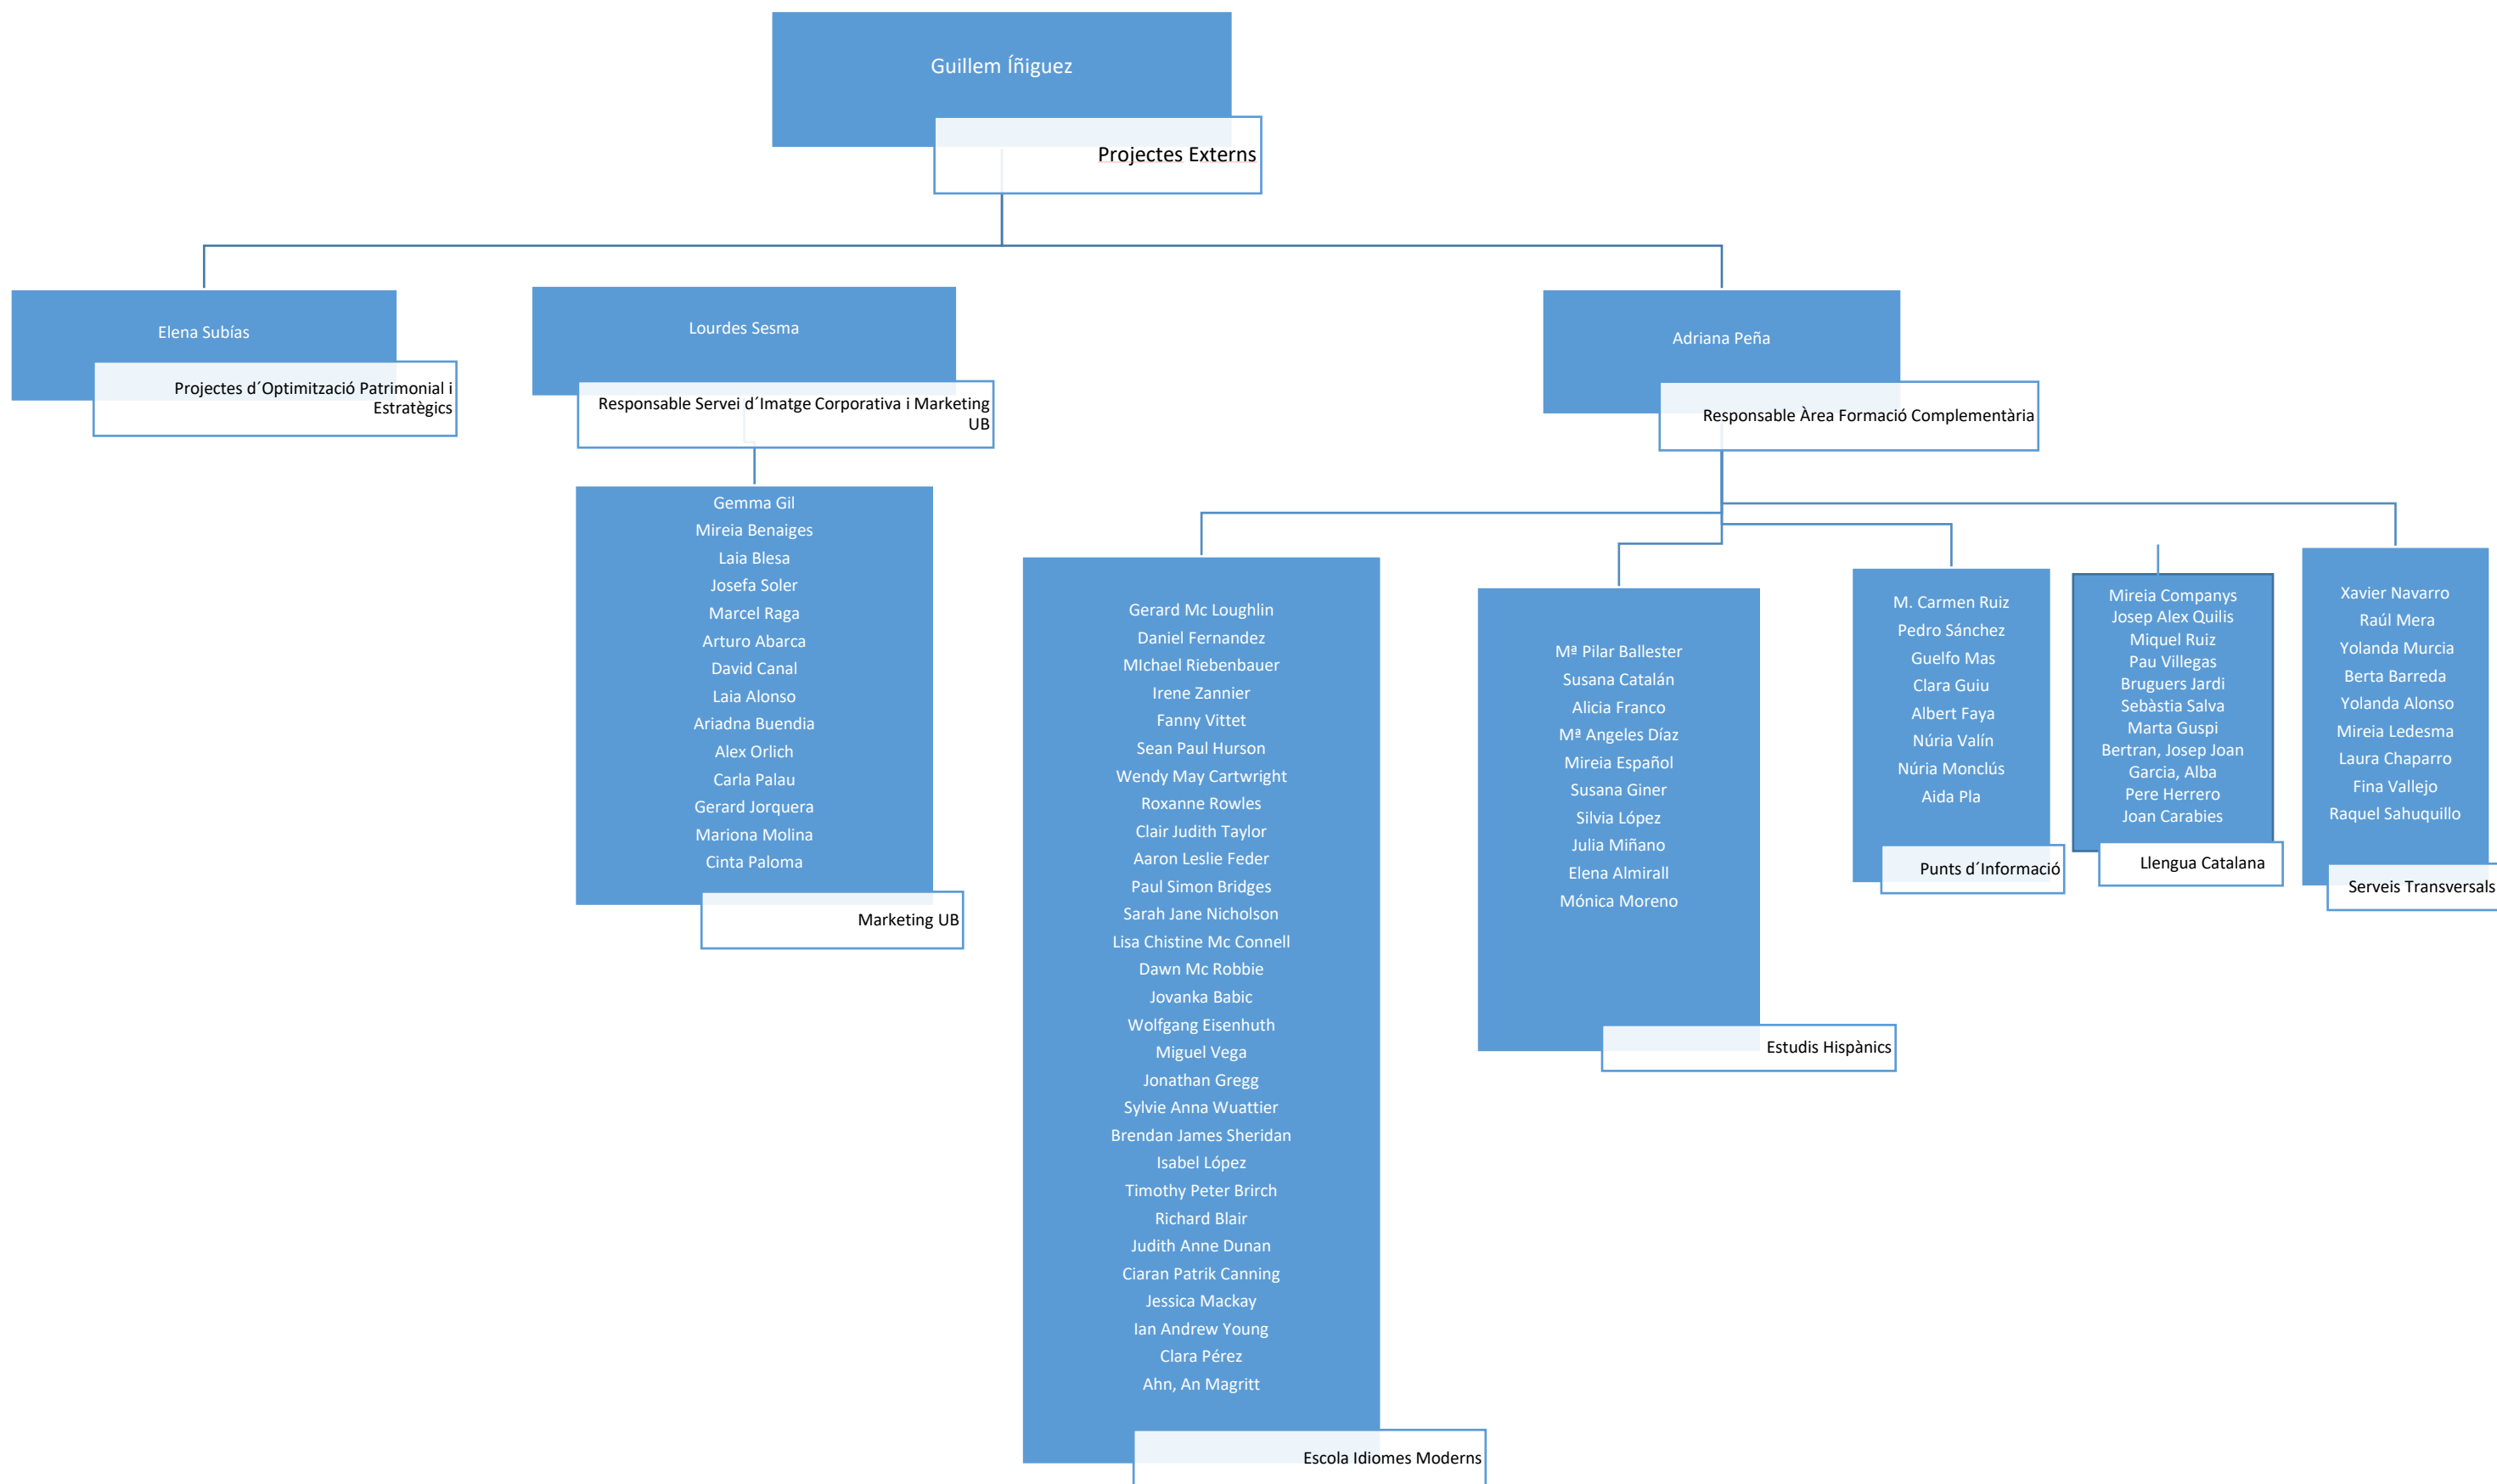 Guillem Íñiguez
Projectes Externs
Elena Subías
Projectes d´Optimització Patrimonial i
Estratègics
Lourdes Sesma
Responsable Servei d´Imatge Corporativa i Marketing
UB
Adriana Peña
Responsable Àrea Formació Complementària
Gemma Gil
Mireia Benaiges
Laia Blesa
Josefa Soler
Marcel Raga
Arturo Abarca
David Canal
Laia Alonso
Ariadna Buendia
Alex Orlich
Carla Palau
Gerard Jorquera
Mariona Molina
Cinta Paloma
Marketing UB
Gerard Mc Loughlin
Daniel Fernandez
MIchael Riebenbauer
Irene Zannier
Fanny Vittet
Sean Paul Hurson
Wendy May Cartwright
Roxanne Rowles
Clair Judith Taylor
Aaron Leslie Feder
Paul Simon Bridges
Sarah Jane Nicholson
Lisa Chistine Mc Connell
Dawn Mc Robbie
Jovanka Babic
Wolfgang Eisenhuth
Miguel Vega
Jonathan Gregg
Sylvie Anna Wuattier
Brendan James Sheridan
Isabel López
Timothy Peter Brirch
Richard Blair
Judith Anne Dunan
Ciaran Patrik Canning
Jessica Mackay
Ian Andrew Young
Clara Pérez
Ahn, An Magritt
Escola Idiomes Moderns
Mª Pilar Ballester
Susana Catalán
Alicia Franco
Mª Angeles Díaz
Mireia Español
Susana Giner
Silvia López
Julia Miñano
Elena Almirall
Mónica Moreno
Estudis Hispànics
M. Carmen Ruiz
Pedro Sánchez
Guelfo Mas
Clara Guiu
Albert Faya
Núria Valín
Núria Monclús
Aida Pla
Punts d´Informació
Mireia Companys
Josep Alex Quilis
Miquel Ruiz
Pau Villegas
Bruguers Jardi
Sebàstia Salva
Marta Guspi
Bertran, Josep Joan
Garcia, Alba
Pere Herrero
Joan Carabies
Llengua Catalana
Xavier Navarro
Raúl Mera
Yolanda Murcia
Berta Barreda
Yolanda Alonso
Mireia Ledesma
Laura Chaparro
Fina Vallejo
Raquel Sahuquillo
Serveis Transversals